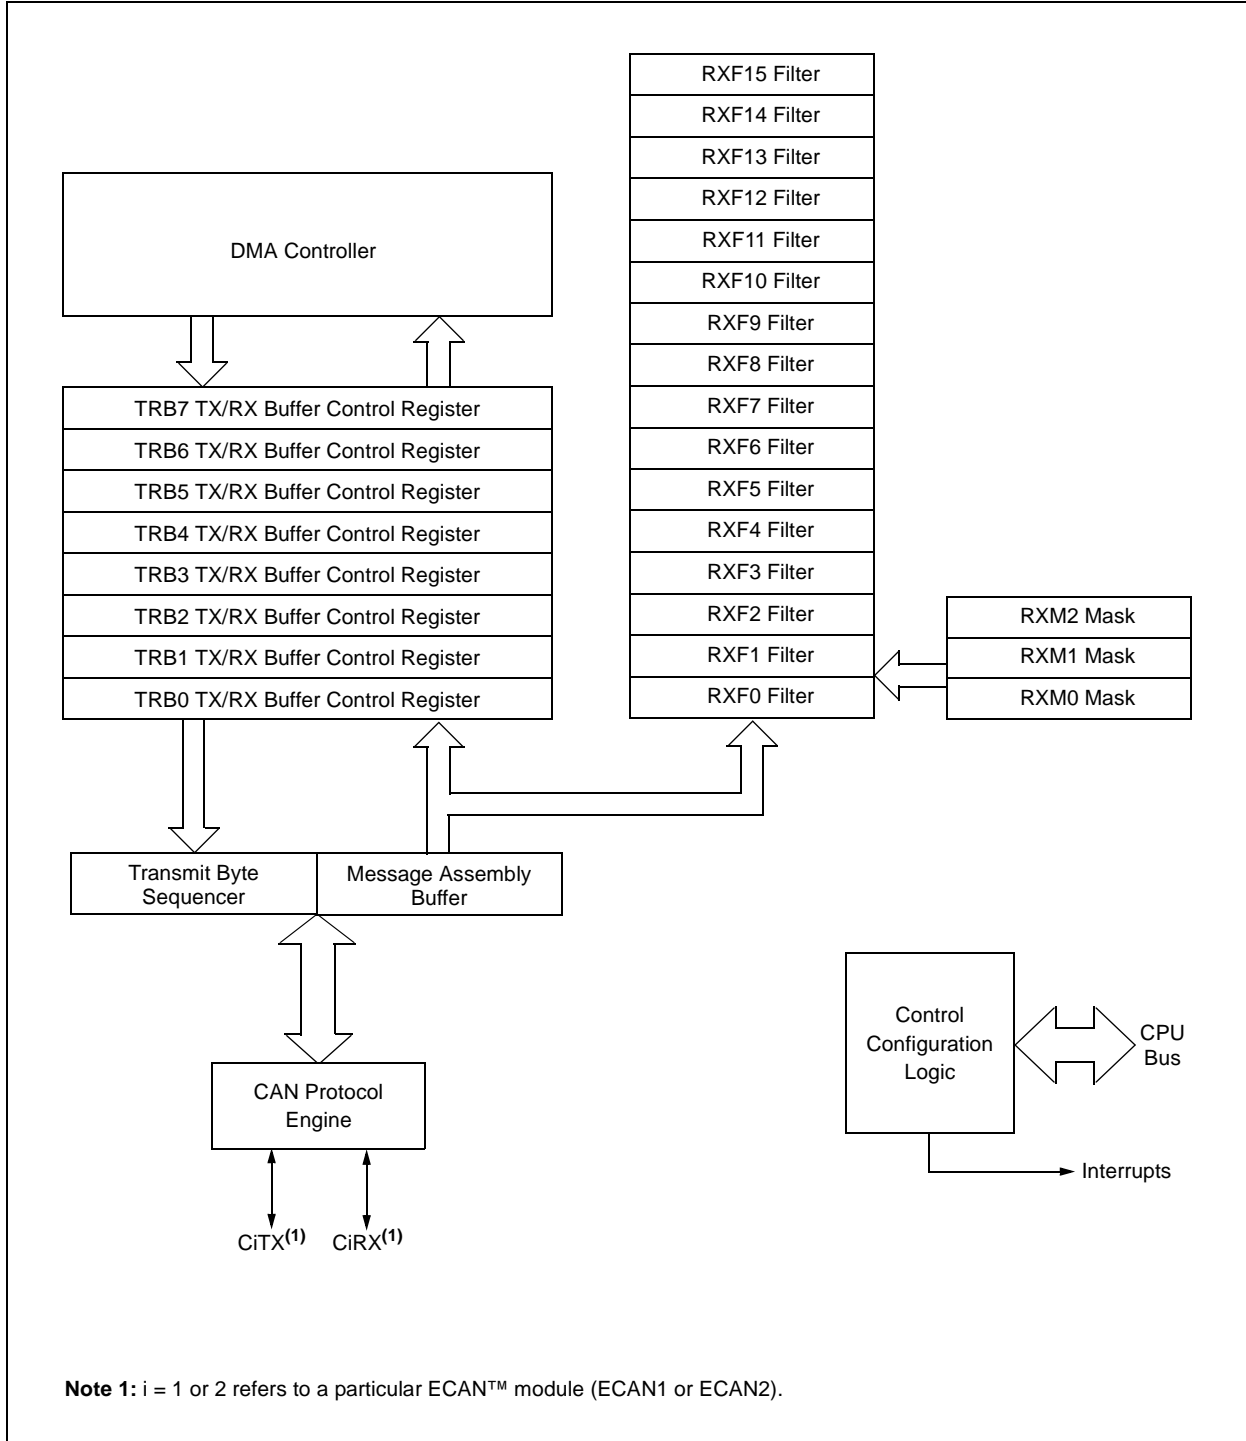 RXF15 Filter
RXF14 Filter
RXF13 Filter
RXF12 Filter
RXF11 Filter
RXF10 Filter
RXF9 Filter
RXF8 Filter
RXF7 Filter
RXF6 Filter
RXF5 Filter
RXF4 Filter
RXF3 Filter
RXF2 Filter
RXF1 Filter
RXF0 Filter
DMA Controller
TRB7 TX/RX Buffer Control Register
TRB6 TX/RX Buffer Control Register
TRB5 TX/RX Buffer Control Register
TRB4 TX/RX Buffer Control Register
TRB3 TX/RX Buffer Control Register
TRB2 TX/RX Buffer Control Register
TRB1 TX/RX Buffer Control Register
TRB0 TX/RX Buffer Control Register
RXM2 Mask
RXM1 Mask
RXM0 Mask
Transmit Byte
Sequencer
Message Assembly
Buffer
CAN Protocol
Engine
CiTX(1)
CiRX(1)
Control
Configuration
Logic
CPU
Bus
Interrupts
Note 1: i = 1 or 2 refers to a particular ECAN™ module (ECAN1 or ECAN2).